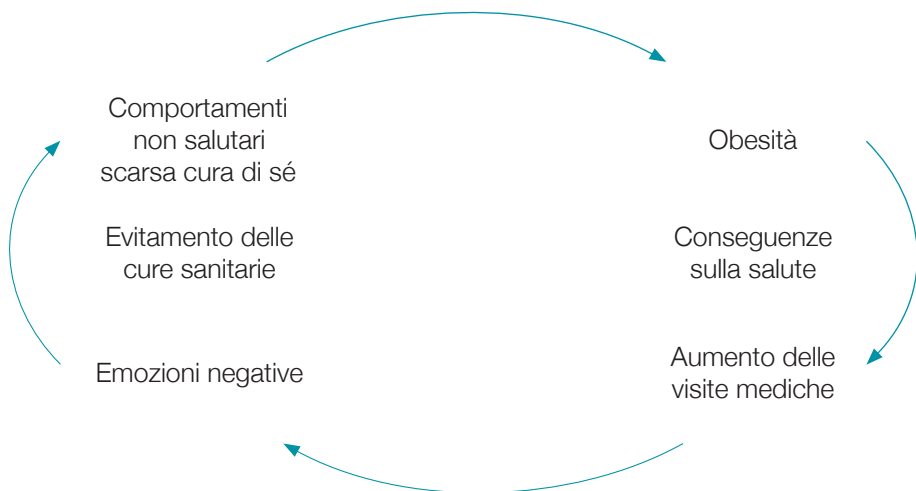 Comportamenti
non salutari
scarsa cura di sé
Obesità
Evitamento delle
cure sanitarie
Conseguenze
sulla salute
Emozioni negative
Aumento delle
visite mediche